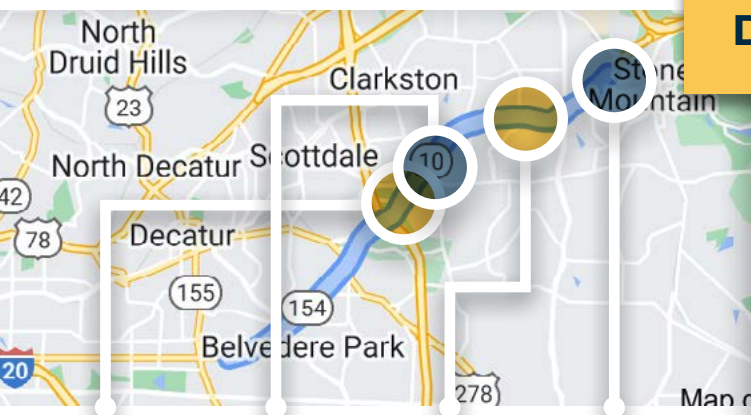 North
Druid Hills
23
Clarkston
Stone
Mountain
10
North Decatur
Scottdale
42
78
Decatur
155
154
Belvedere Park
20
278
Map